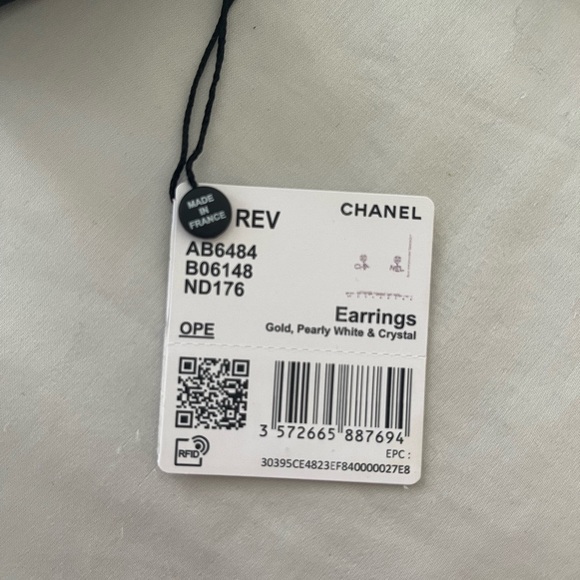 MADE
IN
FRANCE
REV
CHANEL
AB6484
B06148
ND176
Earrings
Gold, Pearly White & Crystal
OPE
3 572665 887694
EPC :
30395CE4823EF840000027E8
RFID